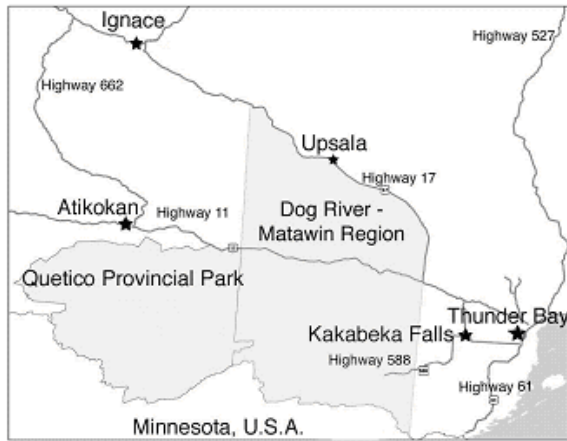 Ignace
Highway 527
Highway 662
Upsala
Highway 17
Atikokan
Highway 11
Dog River -
Matawin Region
Quetico Provincial Park
Thunder Bay
Kakabeka Falls
Highway 588
Highway 61
Minnesota, U.S.A.